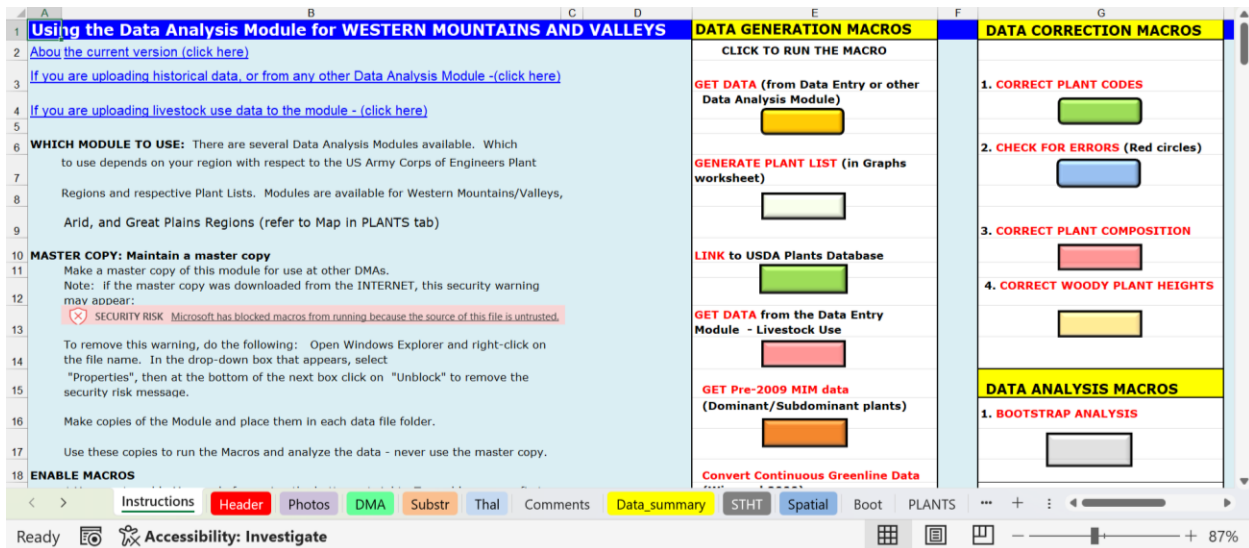 A B C D E F G
1 Using the Data Analysis Module for WESTERN MOUNTAINS AND VALLEYS DATA GENERATION MACROS DATA CORRECTION MACROS
2 Abou the current version (click here) CLICK TO RUN THE MACRO
3 If you are uploading historical data, or from any other Data Analysis Module -(click here)
GET DATA (from Data Entry or other
Data Analysis Module)
1. CORRECT PLANT CODES
4 If you are uploading livestock use data to the module - (click here)
5
6 WHICH MODULE TO USE: There are several Data Analysis Modules available. Which
2. CHECK FOR ERRORS (Red circles)
7 to use depends on your region with respect to the US Army Corps of Engineers Plant
GENERATE PLANT LIST (in Graphs
worksheet)
8 Regions and respective Plant Lists. Modules are available for Western Mountains/Valleys,
9 Arid, and Great Plains Regions (refer to Map in PLANTS tab)
3. CORRECT PLANT COMPOSITION
10 MASTER COPY: Maintain a master copy
LINK to USDA Plants Database
11 Make a master copy of this module for use at other DMAs.
12 Note: if the master copy was downloaded from the INTERNET, this security warning
may appear:
4. CORRECT WOODY PLANT HEIGHTS
13 SECURITY RISK Microsoft has blocked macros from running because the source of this file is untrusted.
GET DATA from the Data Entry
Module - Livestock Use
14 To remove this warning, do the following: Open Windows Explorer and right-click on
the file name. In the drop-down box that appears, select
15 "Properties", then at the bottom of the next box click on "Unblock" to remove the
security risk message.
GET Pre-2009 MIM data
DATA ANALYSIS MACROS
16 Make copies of the Module and place them in each data file folder.
(Dominant/Subdominant plants)
1. BOOTSTRAP ANALYSIS
17 Use these copies to run the Macros and analyze the data - never use the master copy.
18 ENABLE MACROS
Convert Continuous Greenline Data
Instructions Header Photos DMA Substr Thal Comments Data_summary STHT Spatial Boot PLANTS ••• +
Ready Accessibility: Investigate 87%